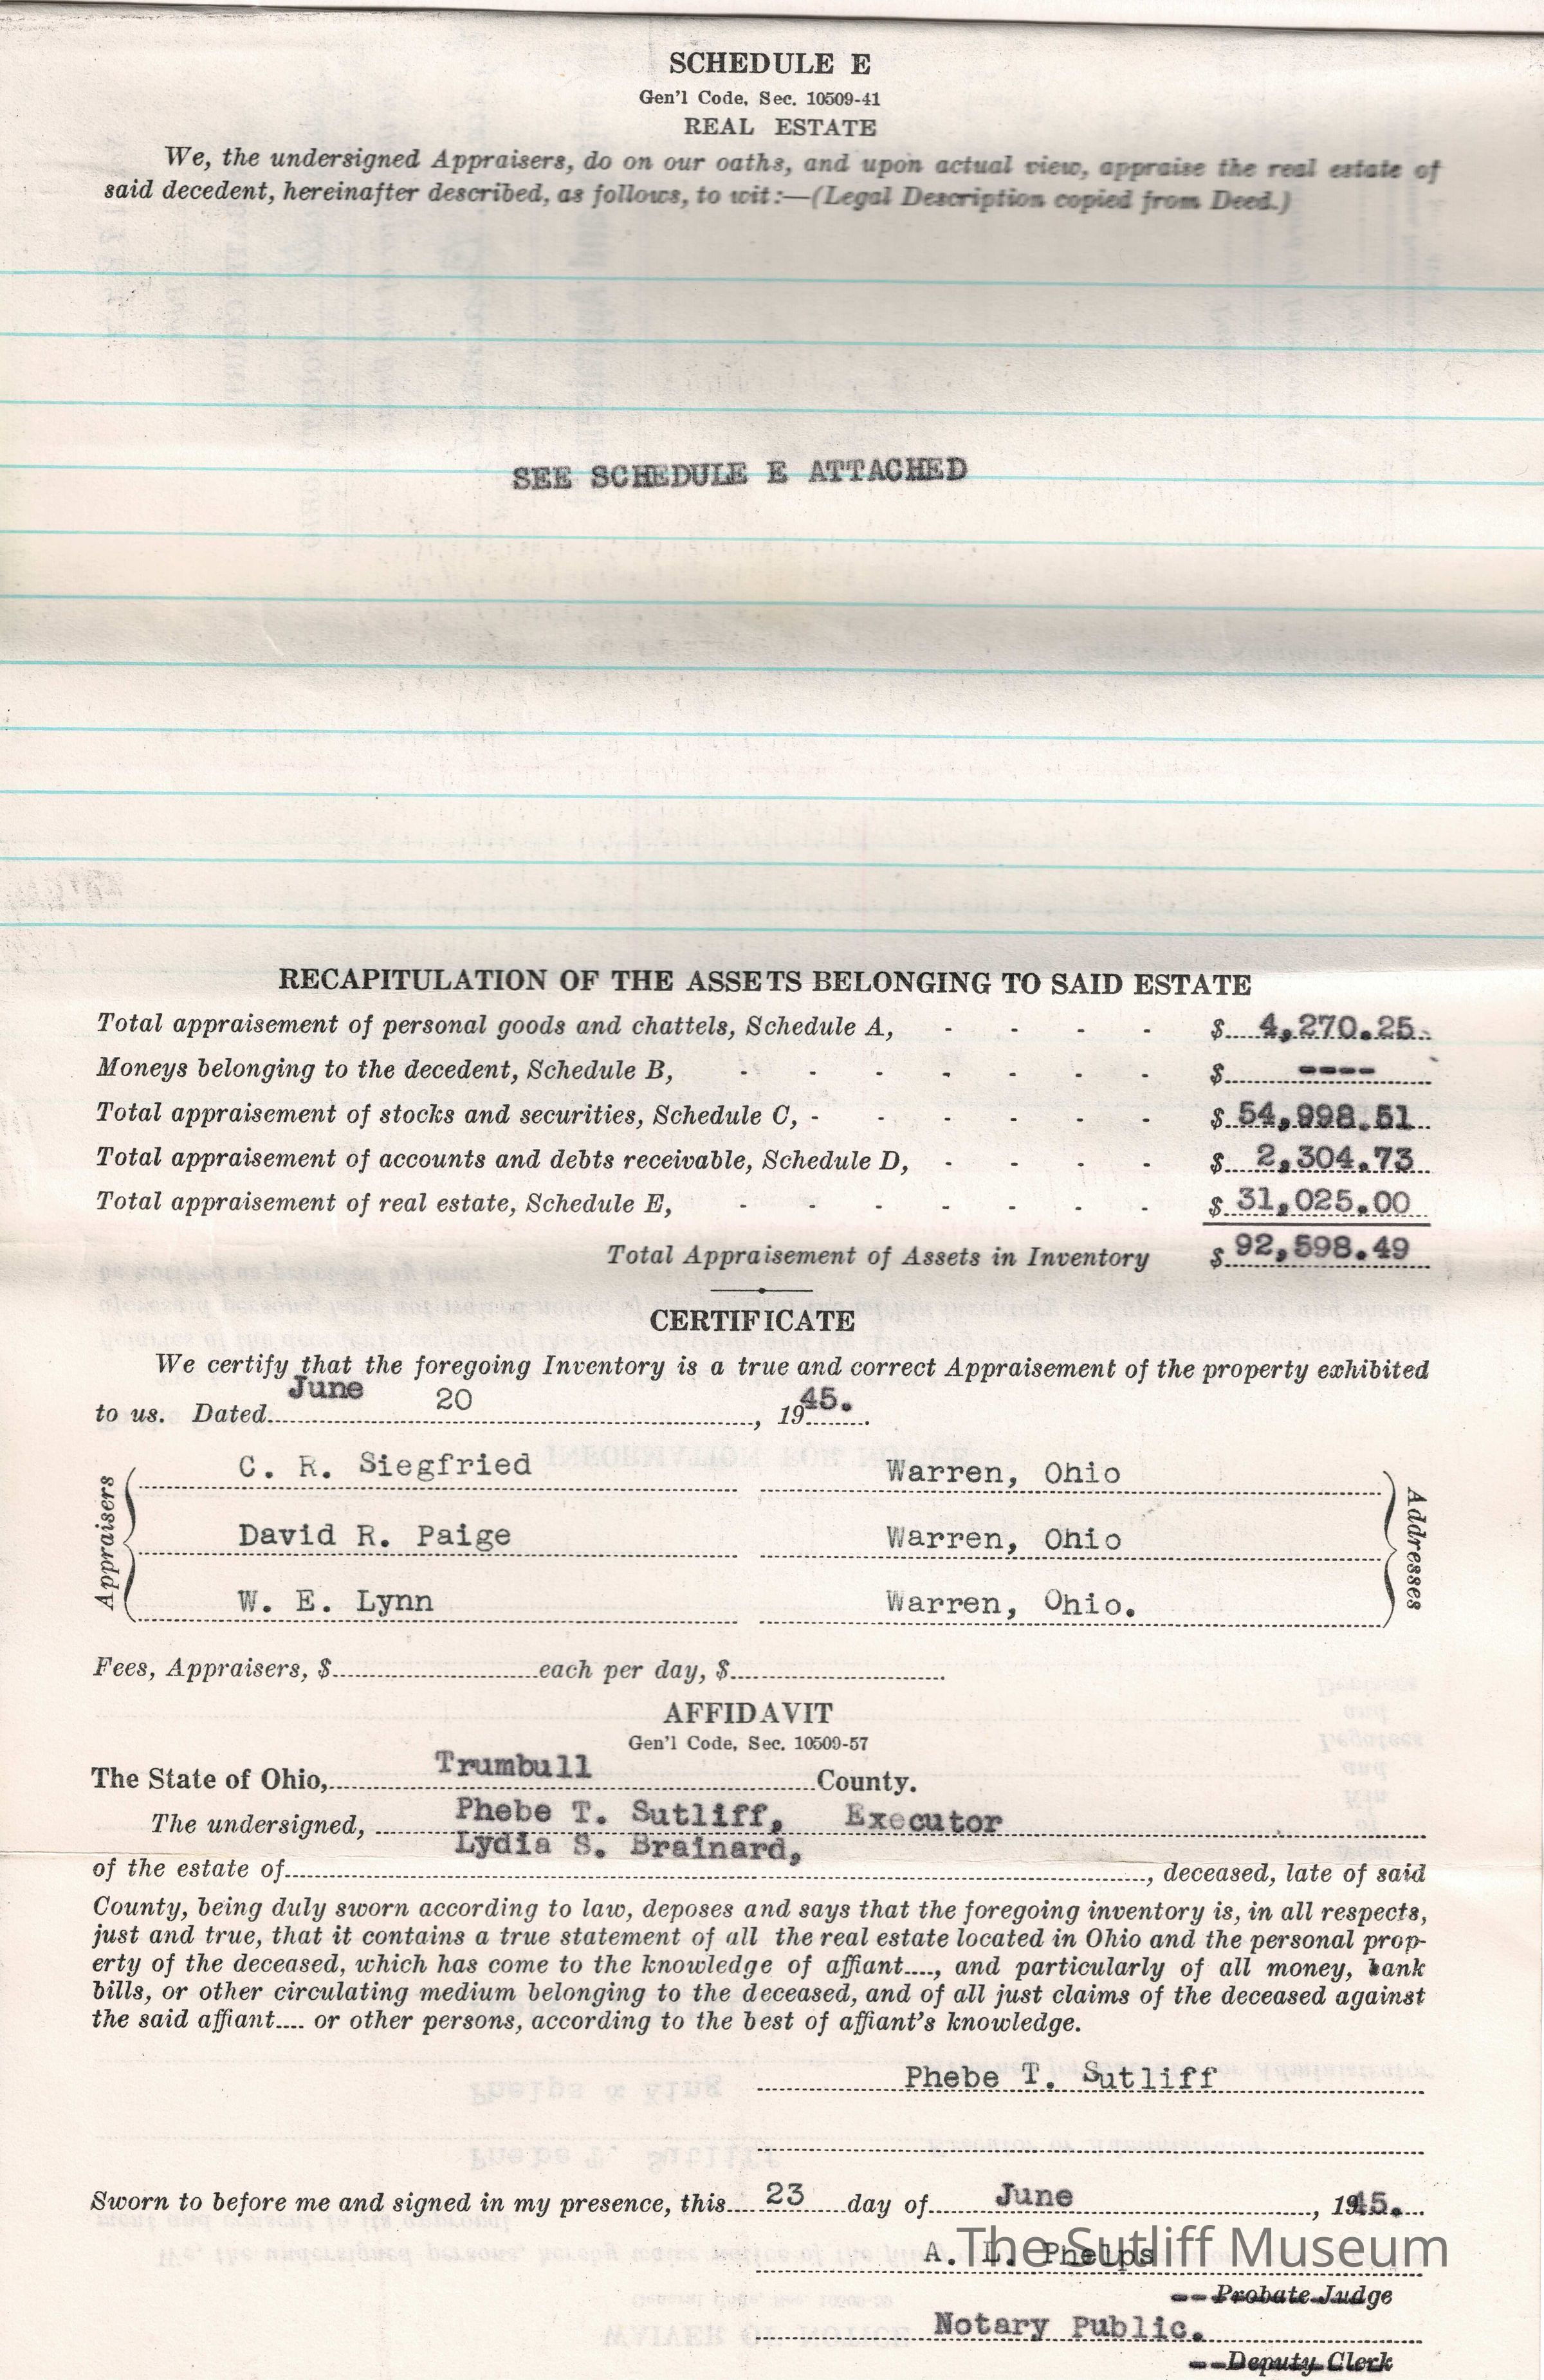 SCHEDULE E
Gen'l Code, Sec. 10509-41
REAL ESTATE
We, the undersigned Appraisers, do on our oaths, and upon actual view, appraise the real estate of
said decedent, hereinafter described, as follows, to wit:—(Legal Description copied from Deed.)
SEE SCHEDULE E ATTACHED
RECAPITULATION OF THE ASSETS BELONGING TO SAID ESTATE
Total appraisement of personal goods and chattels, Schedule A, - - - - $ 4,270.25
Moneys belonging to the decedent, Schedule B, - - - - - - - $ ----
Total appraisement of stocks and securities, Schedule C, - - - - - - $ 54,998.51
Total appraisement of accounts and debts receivable, Schedule D, - - - - $ 2,304.73
Total appraisement of real estate, Schedule E, - - - - - - - $ 31,025.00
Total Appraisement of Assets in Inventory $ 92,598.49
CERTIFICATE
We certify that the foregoing Inventory is a true and correct Appraisement of the property exhibited
to us. Dated June 20, 1945.
Appraisers
C. R. Siegfried Warren, Ohio
David R. Paige Warren, Ohio
W. E. Lynn Warren, Ohio.
Addresses
Fees, Appraisers, $ each per day, $
AFFIDAVIT
Gen'l Code, Sec. 10509-57
The State of Ohio, Trumbull County.
The undersigned, Phebe T. Sutliff, Executor
of the estate of Lydia S. Brainard, , deceased, late of said
County, being duly sworn according to law, deposes and says that the foregoing inventory is, in all respects,
just and true, that it contains a true statement of all the real estate located in Ohio and the personal prop-
erty of the deceased, which has come to the knowledge of affiant...., and particularly of all money, bank
bills, or other circulating medium belonging to the deceased, and of all just claims of the deceased against
the said affiant.... or other persons, according to the best of affiant's knowledge.
Phebe T. Sutliff
Sworn to before me and signed in my presence, this 23 day of June, 1945.
A. L. Phelps
The Sutliff Museum
Probate Judge
Notary Public.
Deputy Clerk